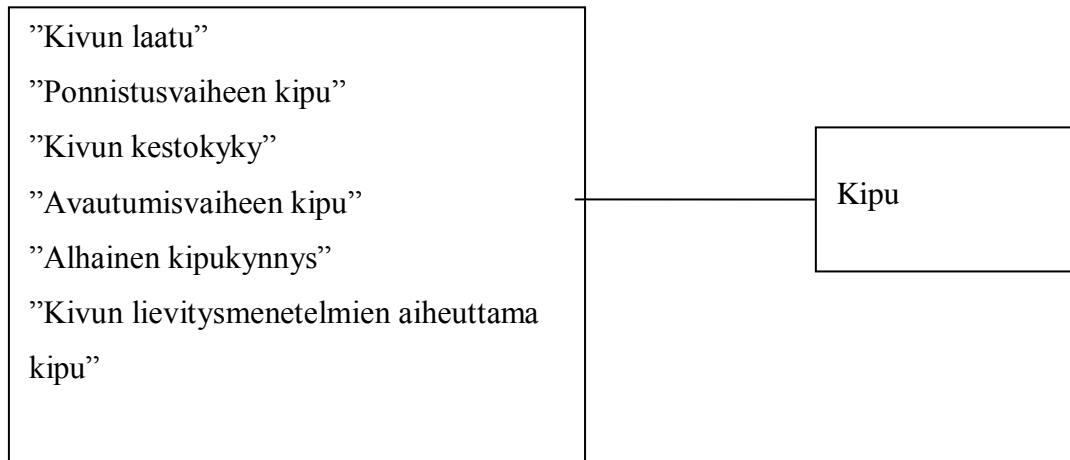 ”Kivun laatu”
”Ponnistusvaiheen kipu”
”Kivun kestokyky”
”Avautumisvaiheen kipu”
”Alhainen kipukynnys”
”Kivun lievitysmenetelmien aiheuttama
kipu”
Kipu